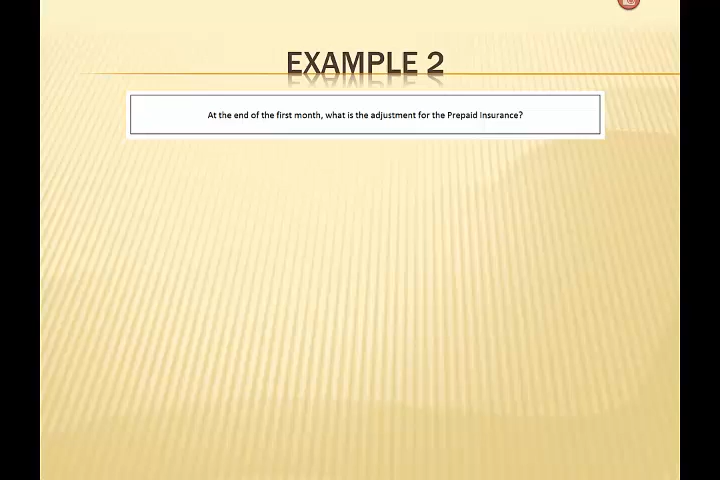 EXAMPLE 2
At the end of the first month, what is the adjustment for the Prepaid Insurance?